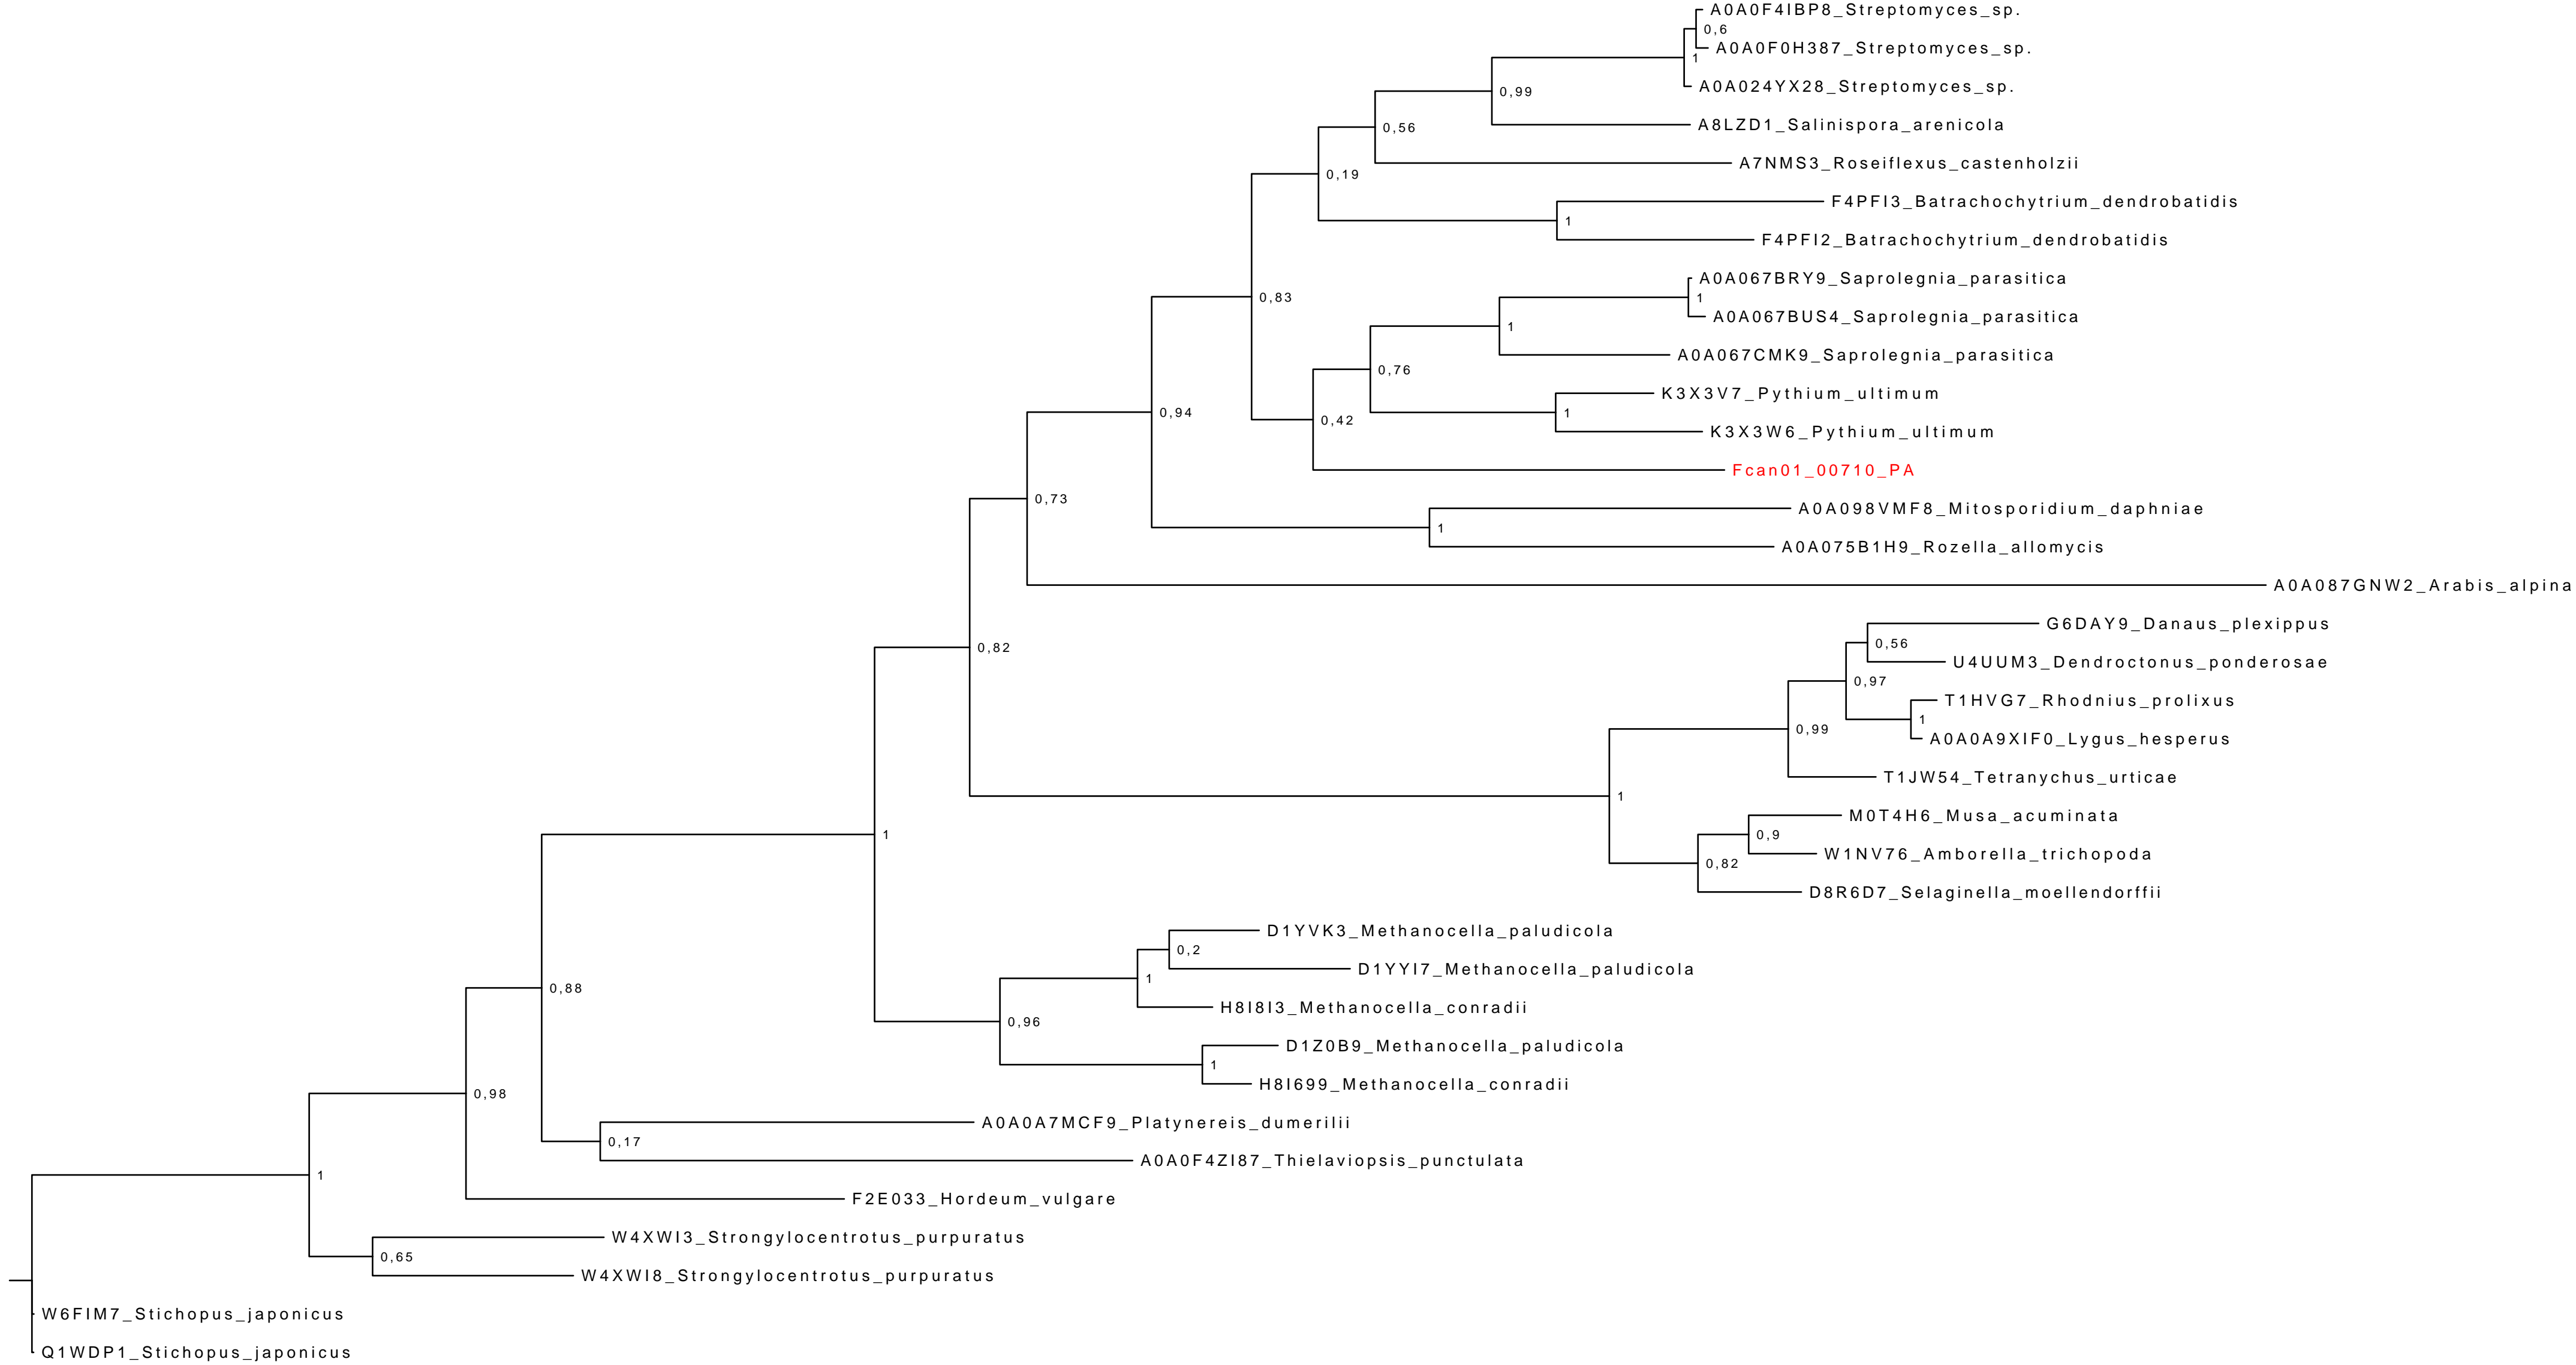 A0A0F4IBP8_Streptomyces_sp.
0,6
A0A0F0H387_Streptomyces_sp.
1
A0A024YX28_Streptomyces_sp.
0,99
A8LZD1_Salinispora_arenicola
0,56
A7NMS3_Roseiflexus_castenholzii
0,19
F4PFI3_Batrachochytrium_dendrobatidis
1
F4PFI2_Batrachochytrium_dendrobatidis
A0A067BRY9_Saprolegnia_parasitica
0,83
1
A0A067BUS4_Saprolegnia_parasitica
1
A0A067CMK9_Saprolegnia_parasitica
0,76
K3X3V7_Pythium_ultimum
0,94
1
0,42
K3X3W6_Pythium_ultimum
Fcan01_00710_PA
0,73
A0A098VMF8_Mitosporidium_daphniae
1
A0A075B1H9_Rozella_allomycis
A0A087GNW2_Arabis_alpina
G6DAY9_Danaus_plexippus
0,56
0,82
U4UUM3_Dendroctonus_ponderosae
0,97
T1HVG7_Rhodnius_prolixus
1
0,99
A0A0A9XIF0_Lygus_hesperus
T1JW54_Tetranychus_urticae
1
M0T4H6_Musa_acuminata
1
0,9
W1NV76_Amborella_trichopoda
0,82
D8R6D7_Selaginella_moellendorffii
D1YVK3_Methanocella_paludicola
0,2
D1YYI7_Methanocella_paludicola
1
0,88
H8I8I3_Methanocella_conradii
0,96
D1Z0B9_Methanocella_paludicola
1
H8I699_Methanocella_conradii
0,98
A0A0A7MCF9_Platynereis_dumerilii
0,17
A0A0F4ZI87_Thielaviopsis_punctulata
1
F2E033_Hordeum_vulgare
W4XWI3_Strongylocentrotus_purpuratus
0,65
W4XWI8_Strongylocentrotus_purpuratus
W6FIM7_Stichopus_japonicus
Q1WDP1_Stichopus_japonicus